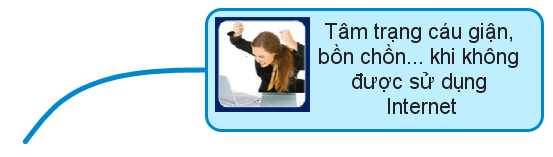 Tâm trạng cáu giận,
bồn chồn... khi không
được sử dụng
Internet